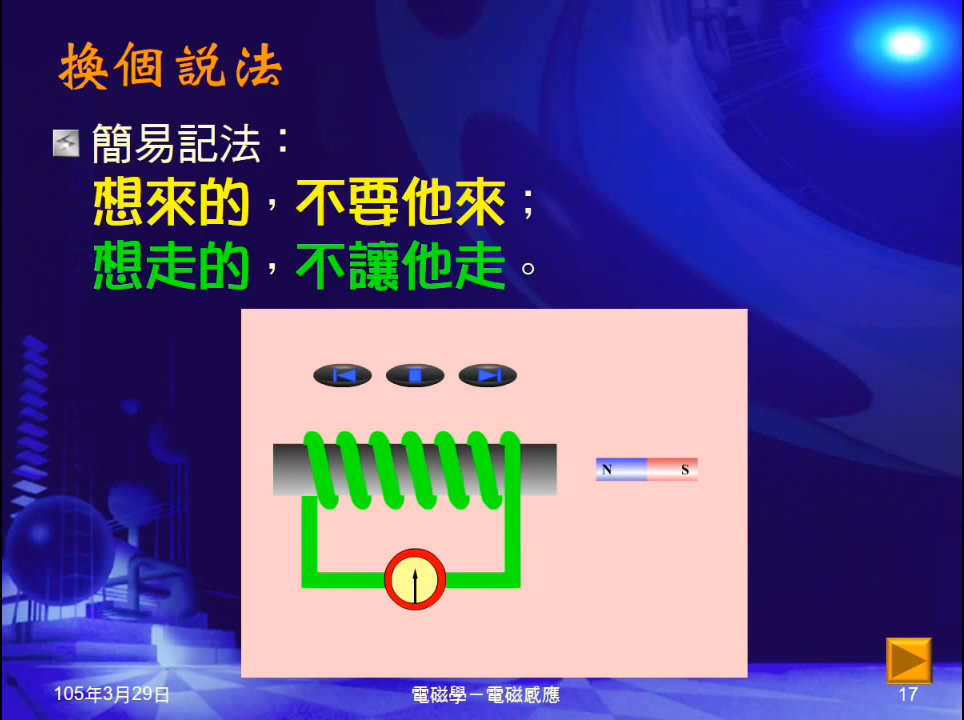 換個說法
簡易記法：
想來的，不要他來；
想走的，不讓他走。
N S
105年3月29日
電磁學－電磁感應
17